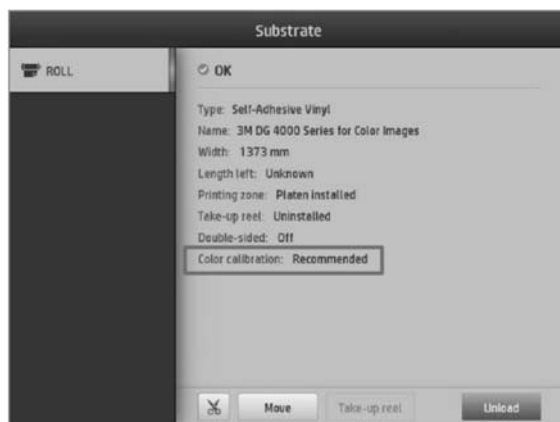 Substrate
ROLL
OK
Type: Self-Adhesive Vinyl
Name: 3M DG 4000 Series for Color Images
Width: 1373 mm
Length left: Unknown
Printing zone: Platen installed
Take-up reel: Uninstalled
Double-sided: Off
Color calibration: Recommended
Move Take-up reel Unload